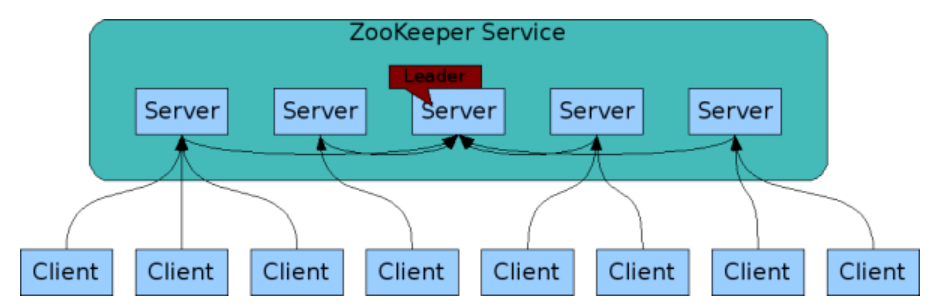 ZooKeeper Service
Leader
Server
Server
Server
Server
Server
Client
Client
Client
Client
Client
Client
Client
Client